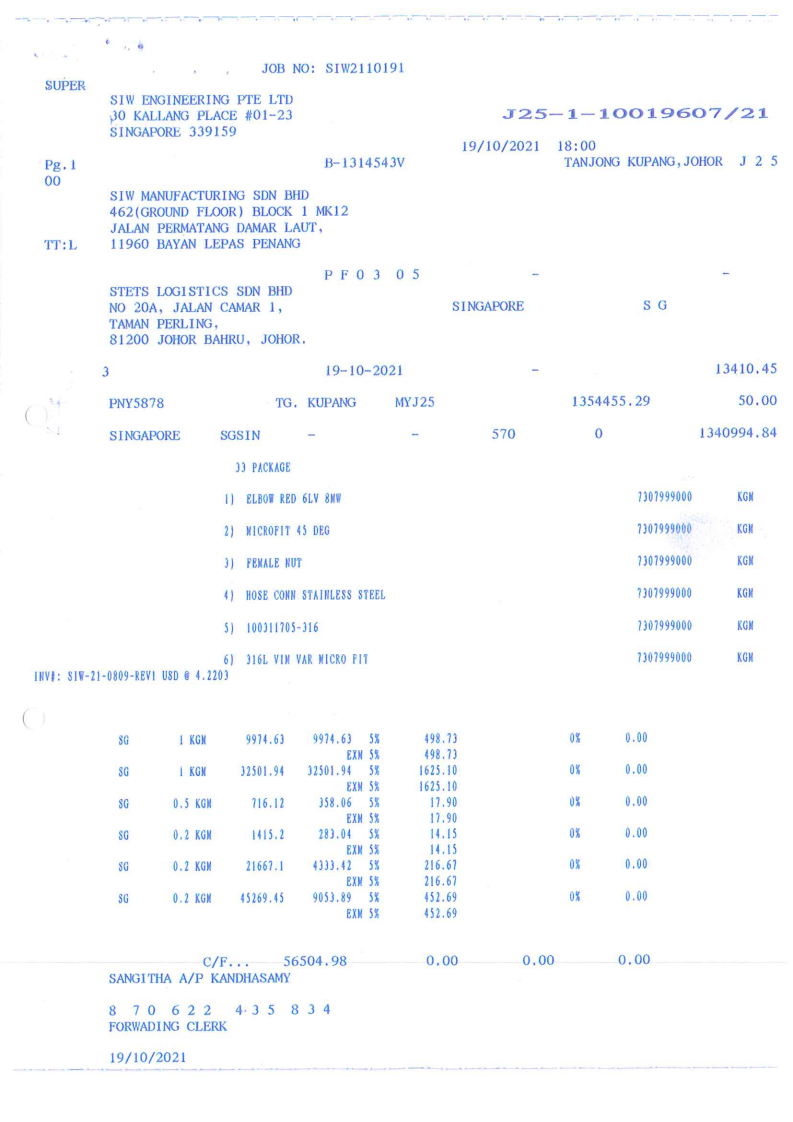 JOB NO: SIW2110191
SUPER
SIW ENGINEERING PTE LTD
30 KALLANG PLACE #01-23
SINGAPORE 339159
J25-1-10019607/21
19/10/2021 18:00
Pg.1 B-1314543V TANJONG KUPANG,JOHOR J 2 5
00
SIW MANUFACTURING SDN BHD
462(GROUND FLOOR) BLOCK 1 MK12
JALAN PERMATANG DAMAR LAUT,
TT:L 11960 BAYAN LEPAS PENANG
P F 0 3 0 5 - -
STETS LOGISTICS SDN BHD
NO 20A, JALAN CAMAR 1, SINGAPORE S G
TAMAN PERLING,
81200 JOHOR BAHRU, JOHOR.
3 19-10-2021 - 13410.45
PNY5878 TG. KUPANG MYJ25 1354455.29 50.00
SINGAPORE SGSIN - - 570 0 1340994.84
33 PACKAGE
1) ELBOW RED 6LV 8MW 7307999000 KGM
2) MICROFIT 45 DEG 7307999000 KGM
3) FEMALE NUT 7307999000 KGM
4) HOSE CONN STAINLESS STEEL 7307999000 KGM
5) 100311705-316 7307999000 KGM
6) 316L VIM VAR MICRO FIT 7307999000 KGM
INV#: SIW-21-0809-REV1 USD @ 4.2203
SG 1 KGM 9974.63 9974.63 5% 498.73 0% 0.00
EXM 5% 498.73
SG 1 KGM 32501.94 32501.94 5% 1625.10 0% 0.00
EXM 5% 1625.10
SG 0.5 KGM 716.12 358.06 5% 17.90 0% 0.00
EXM 5% 17.90
SG 0.2 KGM 1415.2 283.04 5% 14.15 0% 0.00
EXM 5% 14.15
SG 0.2 KGM 21667.1 4333.42 5% 216.67 0% 0.00
EXM 5% 216.67
SG 0.2 KGM 45269.45 9053.89 5% 452.69 0% 0.00
EXM 5% 452.69
C/F... 56504.98 0.00 0.00 0.00
SANGITHA A/P KANDHASAMY
8 7 0 6 2 2 4 3 5 8 3 4
FORWADING CLERK
19/10/2021